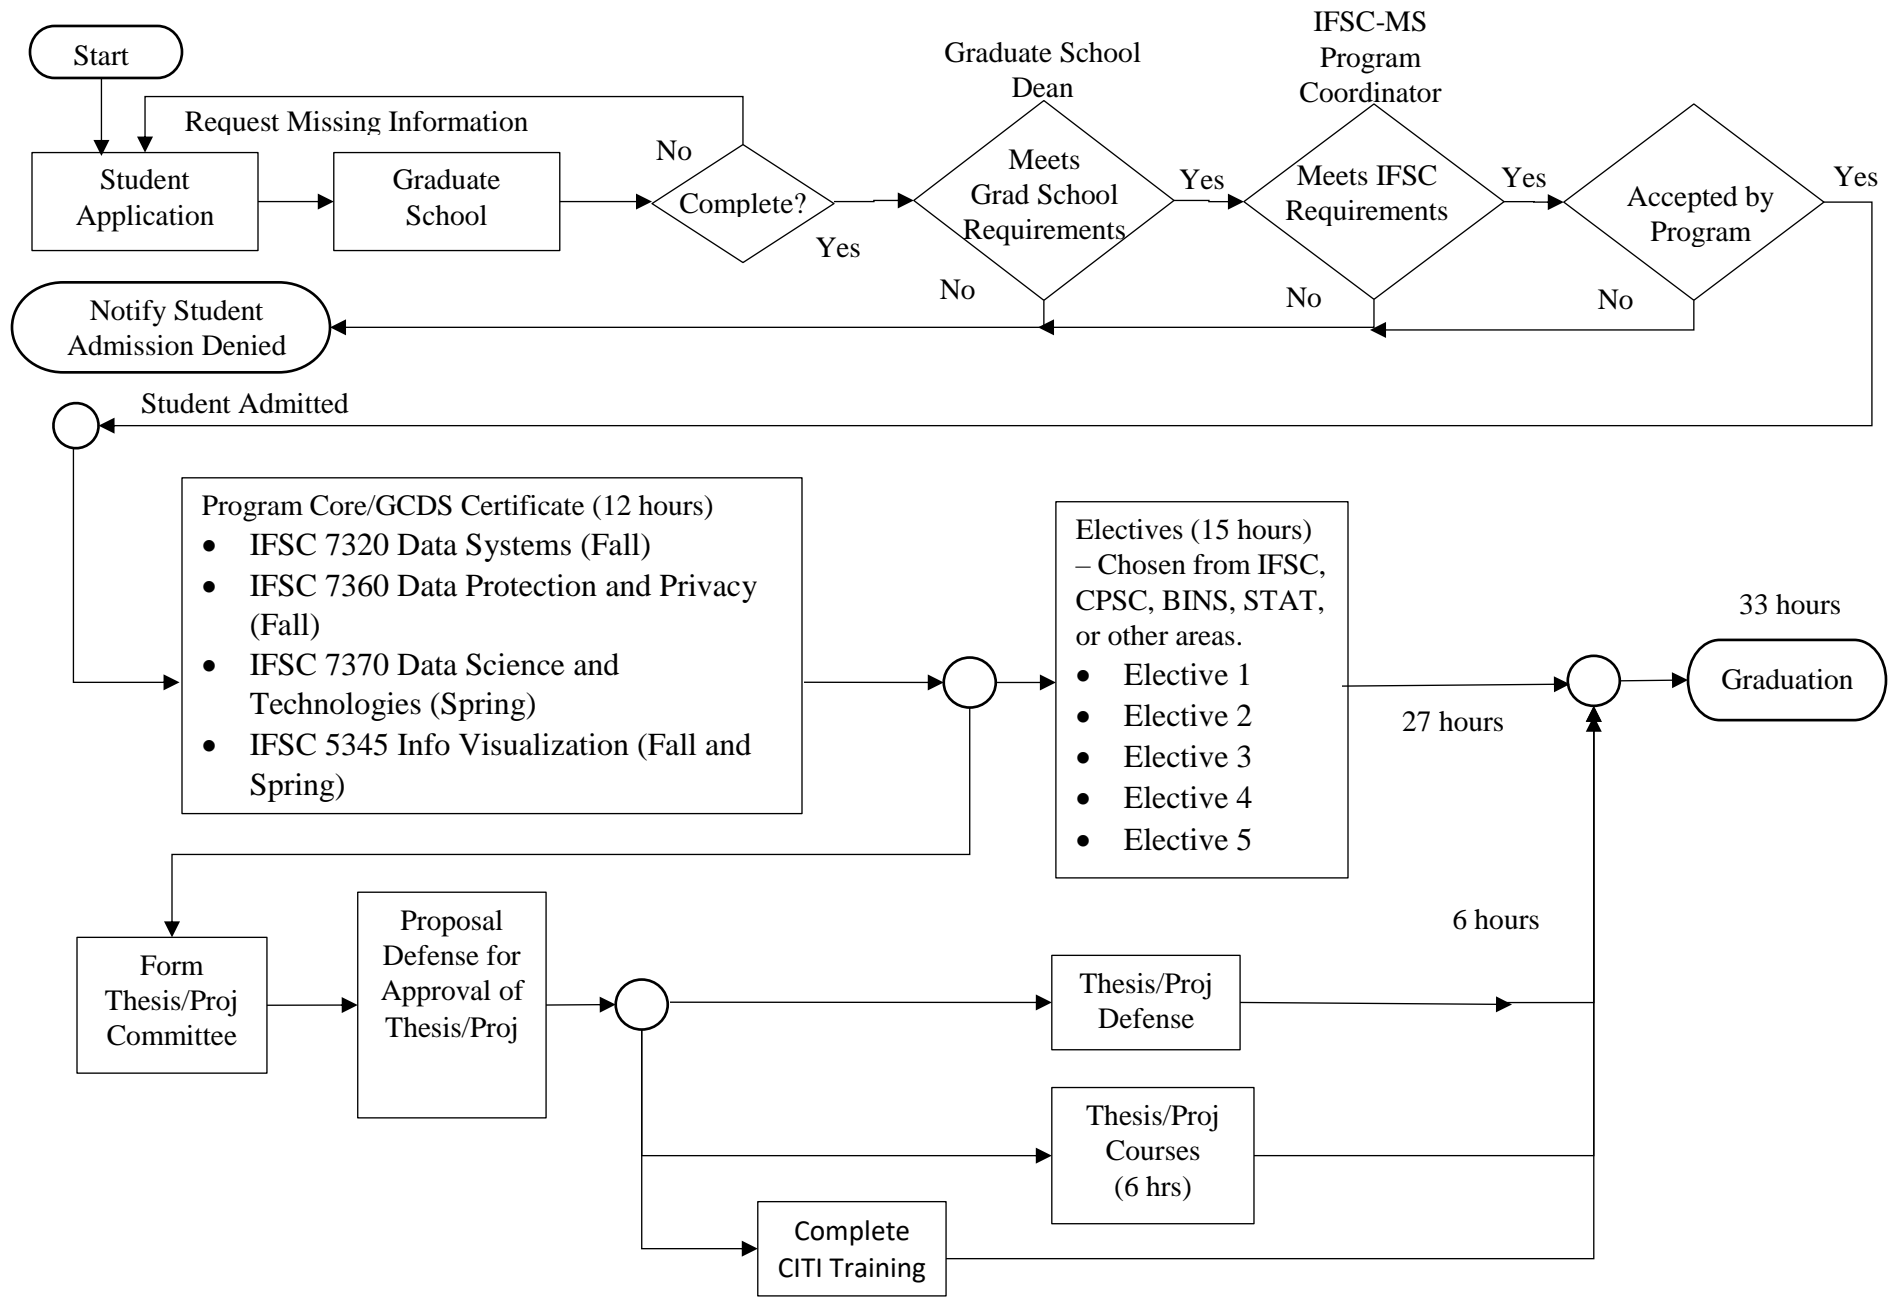 Start
Request Missing Information
No
Graduate School
Dean
IFSC-MS
Program
Coordinator
Student
Application
Graduate
School
Complete?
Yes
Meets
Grad School
Requirements
Yes
No
Meets IFSC
Requirements
Yes
No
Accepted by
Program
Yes
No
Notify Student
Admission Denied
Student Admitted
Program Core/GCDS Certificate (12 hours)
• IFSC 7320 Data Systems (Fall)
• IFSC 7360 Data Protection and Privacy
(Fall)
• IFSC 7370 Data Science and
Technologies (Spring)
• IFSC 5345 Info Visualization (Fall and
Spring)
Electives (15 hours)
– Chosen from IFSC,
CPSC, BINS, STAT,
or other areas.
• Elective 1
• Elective 2
• Elective 3
• Elective 4
• Elective 5
27 hours
33 hours
Graduation
Form
Thesis/Proj
Committee
Proposal
Defense for
Approval of
Thesis/Proj
6 hours
Thesis/Proj
Defense
Thesis/Proj
Courses
(6 hrs)
Complete
CITI Training